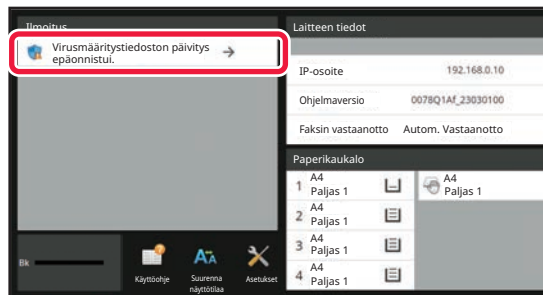 Ilmoitus
Virusmääritystiedoston päivitys
epäonnistui.
Bk
Käyttöohje
Suurenna
näyttötilaa
Asetukset
Laitteen tiedot
IP-osoite 192.168.0.10
Ohjelmaversio 0078Q1Af_23030100
Faksin vastaanotto Autom. Vastaanotto
Paperikaukalo
1 A4
Paljas 1
2 A4
Paljas 1
3 A4
Paljas 1
4 A4
Paljas 1
A4
Paljas 1